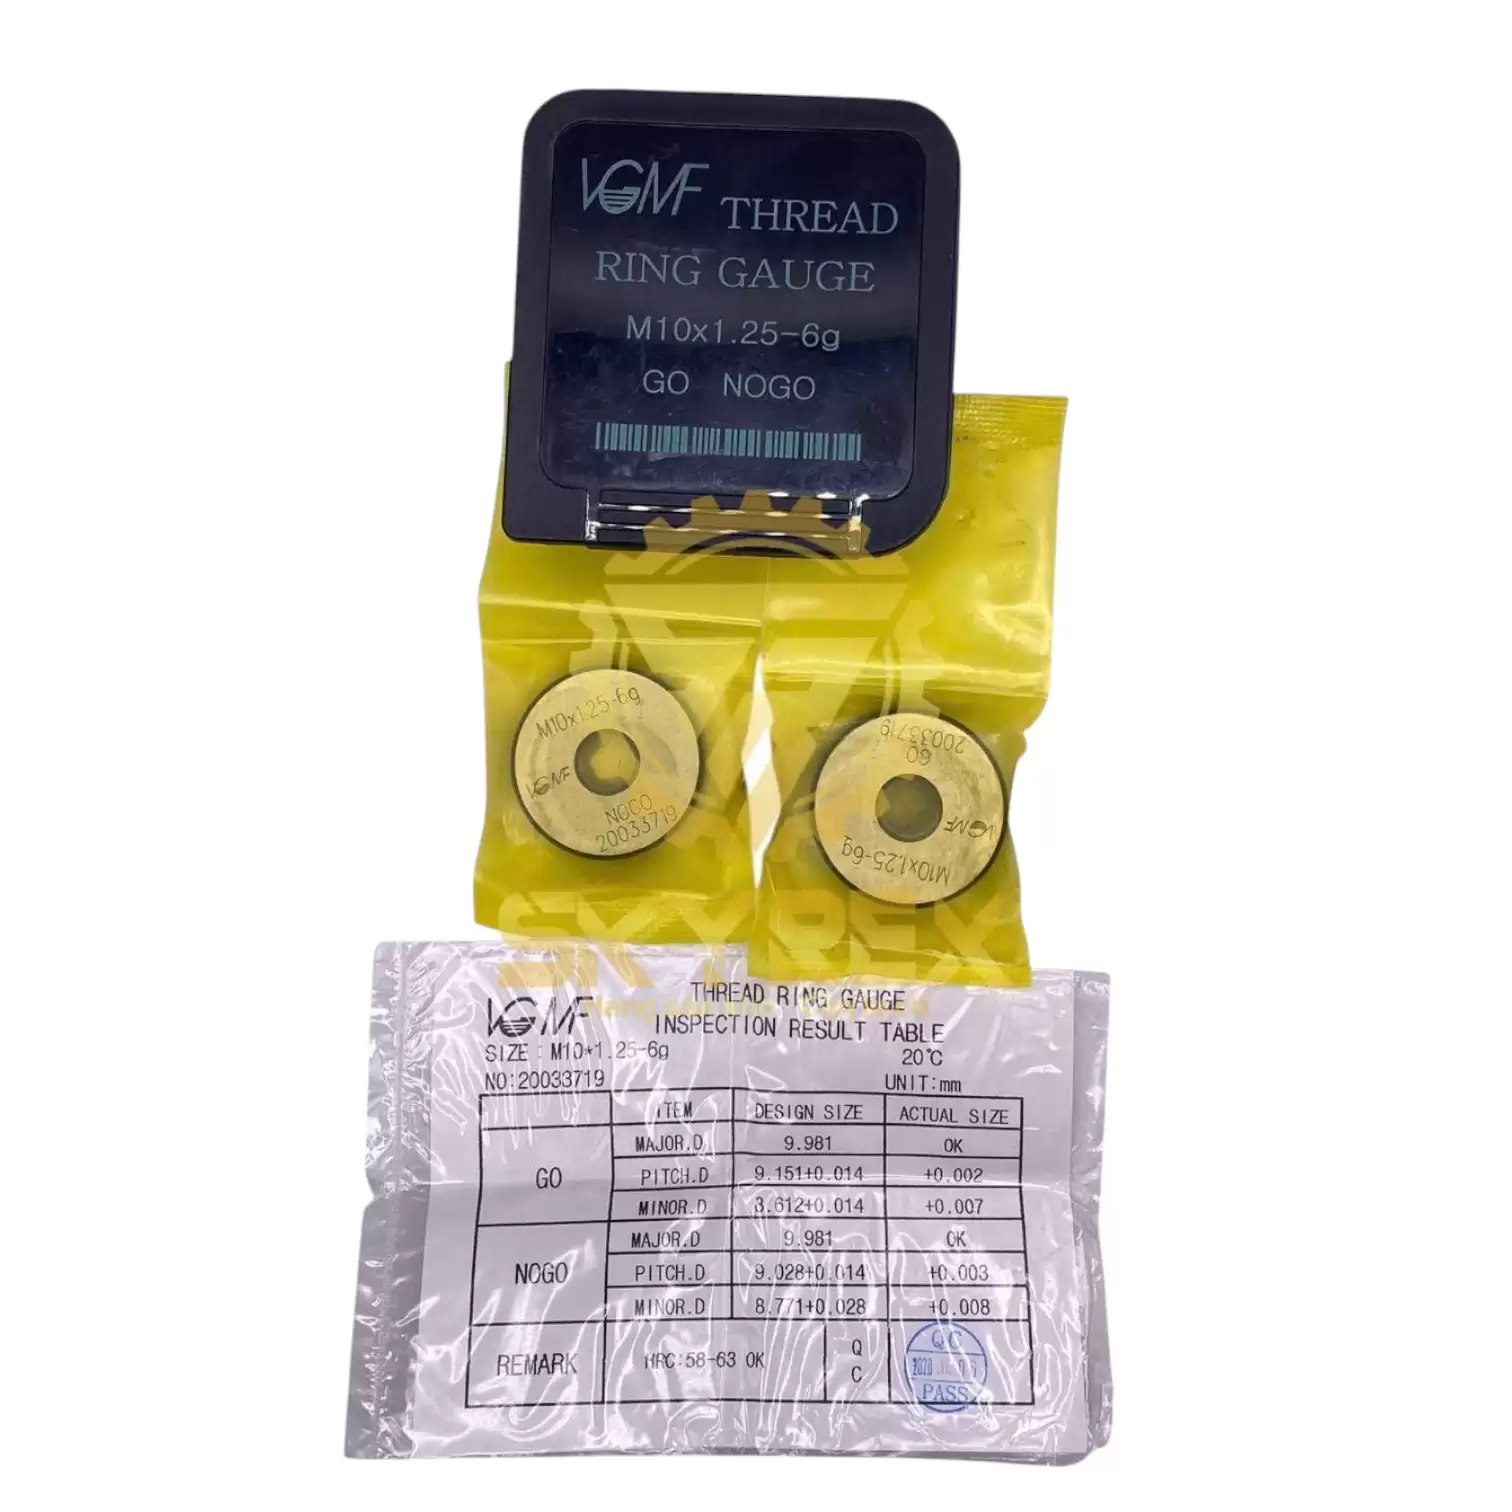 VGMF THREAD
RING GAUGE
M10x1.25-6g
GO NOGO
M10x1.25-6g
VGMF
NOGO
20033719
20033719
GO
VGMF
M10x1.25-6g
SKYREX
THREAD RING GAUGE
VGMF INSPECTION RESULT TABLE
SIZE : M10*1.25-6g 20℃
NO:20033719 UNIT:mm
ITEM DESIGN SIZE ACTUAL SIZE
GO
MAJOR.D 9.981 OK
PITCH.D 9.151+0.014 +0.002
MINOR.D 3.612+0.014 +0.007
NOGO
MAJOR.D 9.981 OK
PITCH.D 9.028+0.014 +0.003
MINOR.D 8.771+0.028 +0.008
REMARK HRC:58-63 OK Q C
QC
PASS